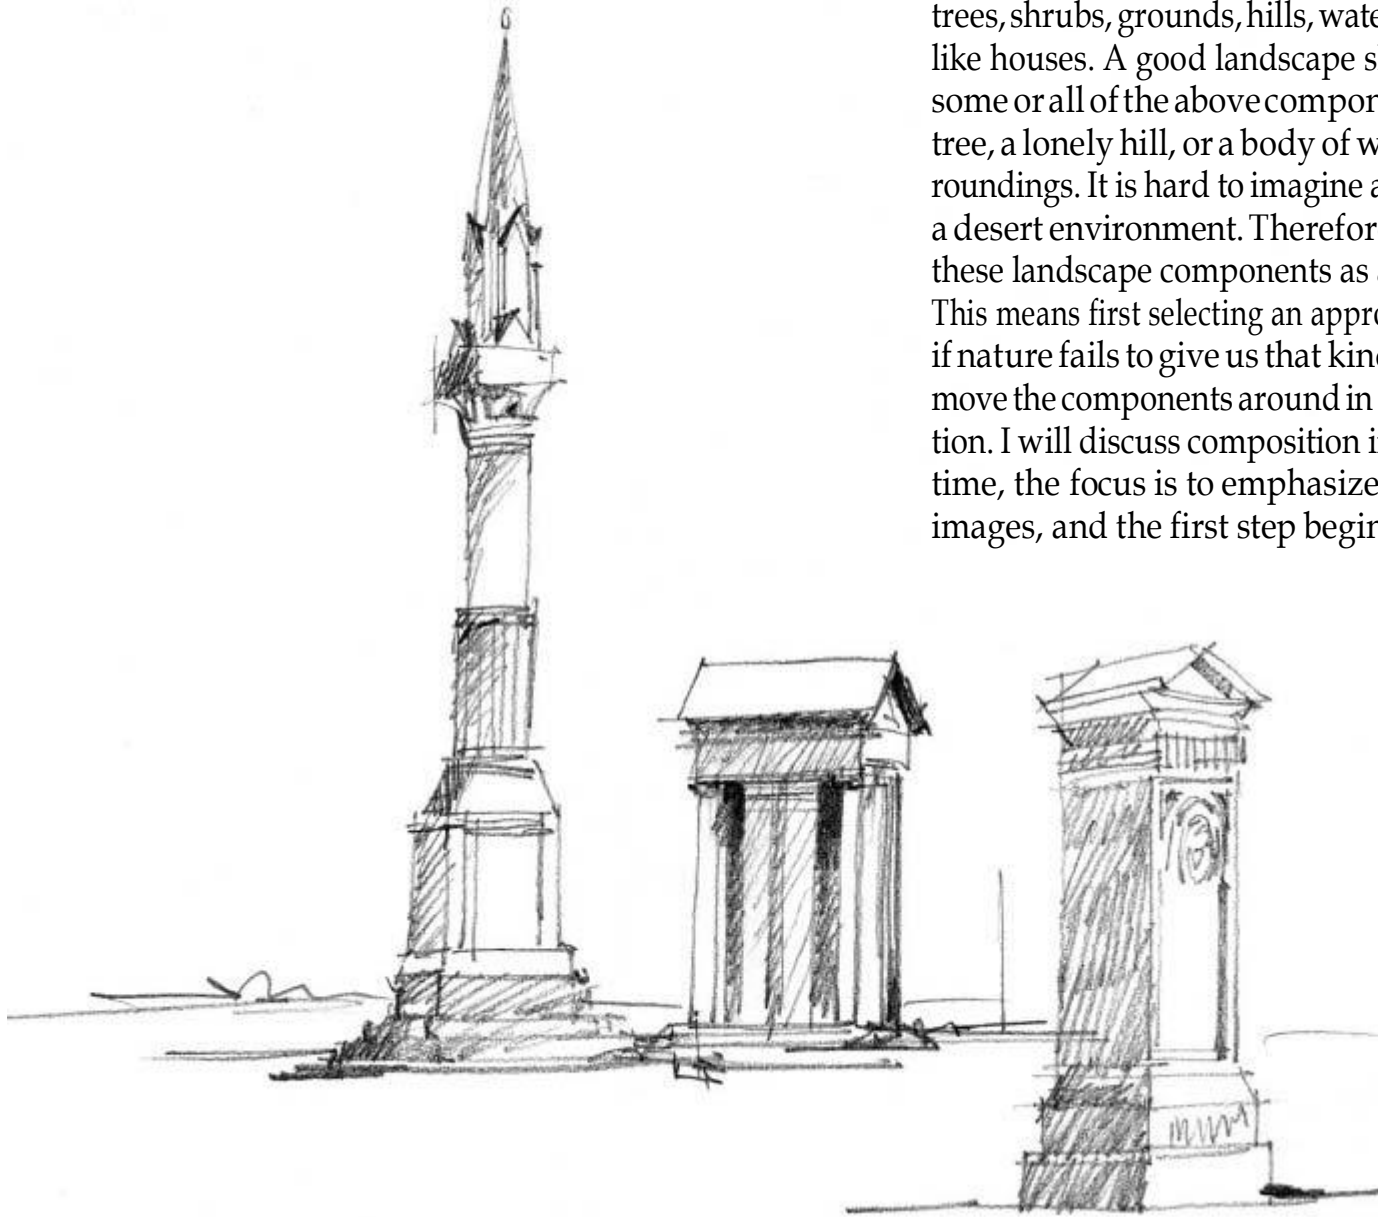 trees, shrubs, grounds, hills, wate
like houses. A good landscape s
some or all of the above compon
tree, a lonely hill, or a body of w
roundings. It is hard to imagine a
a desert environment. Therefor
these landscape components as
This means first selecting an appro
if nature fails to give us that kin
move the components around in
tion. I will discuss composition i
time, the focus is to emphasize
images, and the first step begin